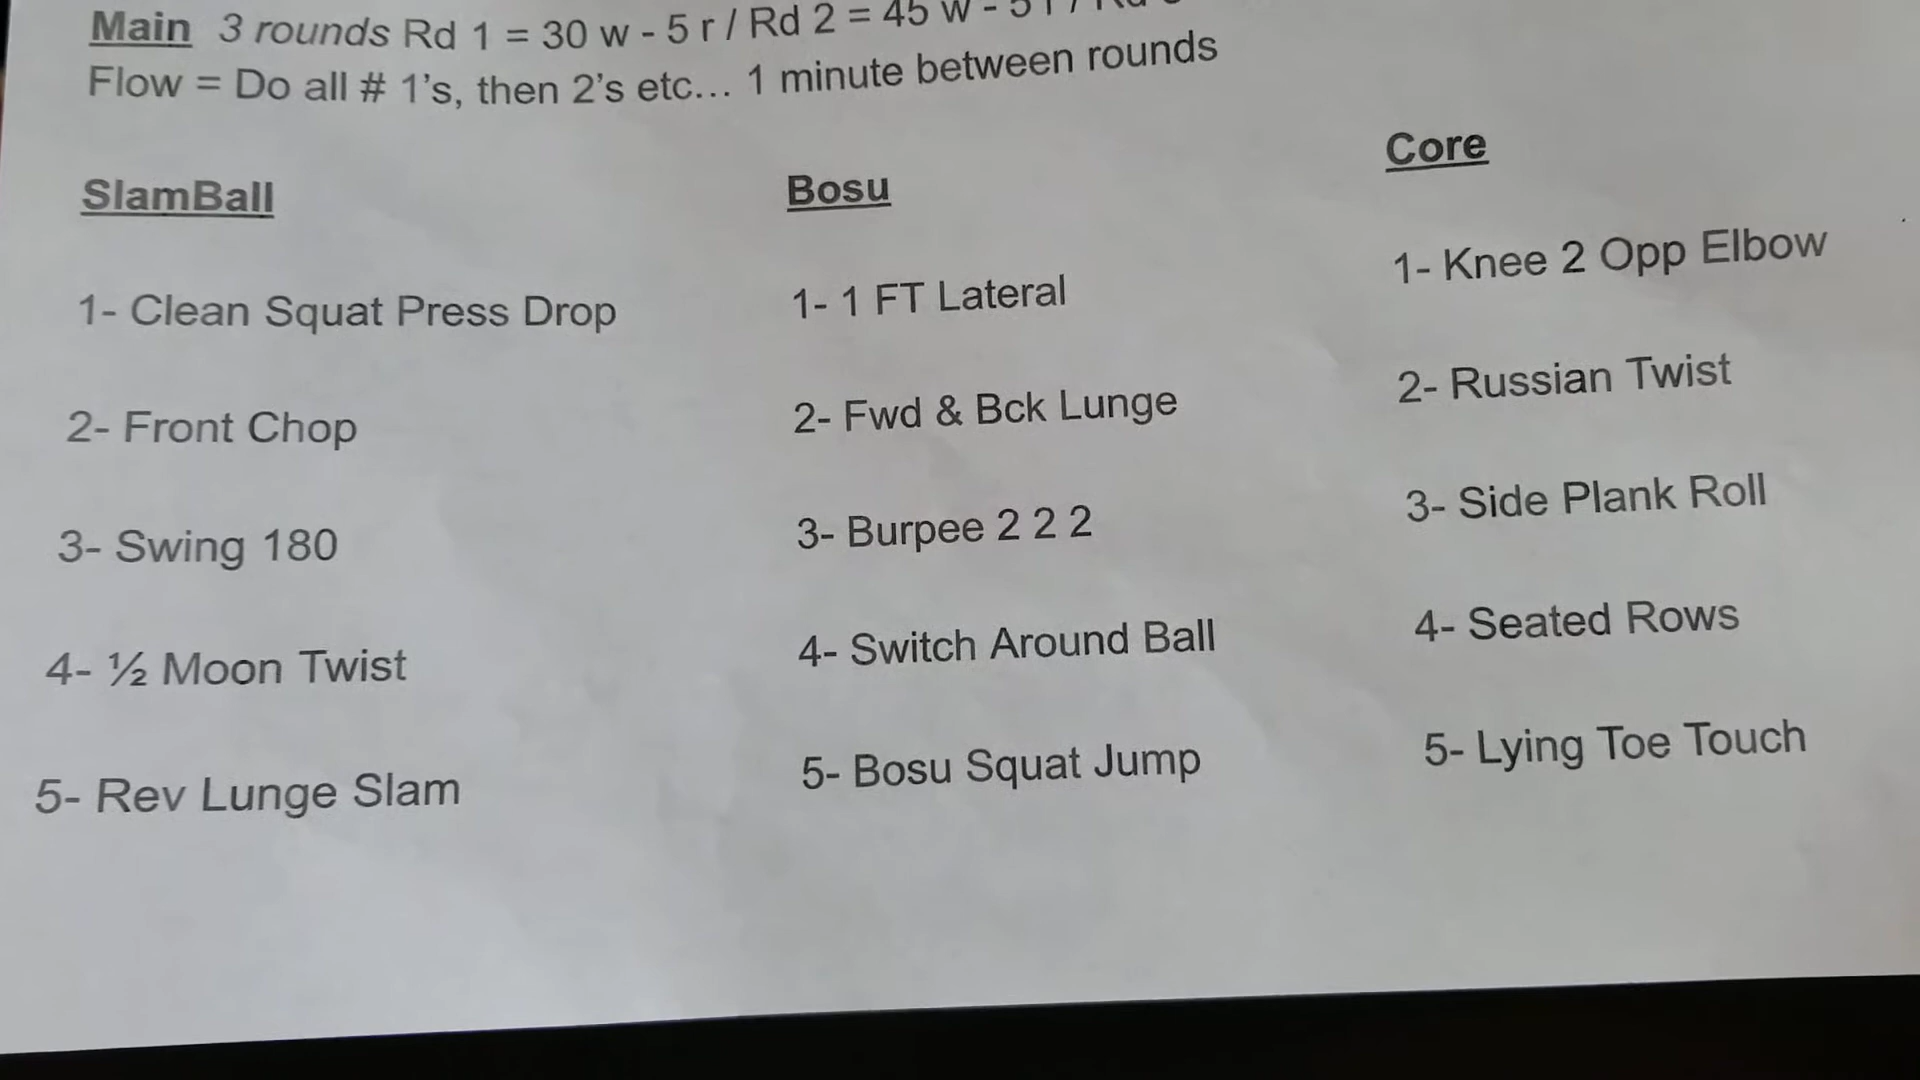 Main 3 rounds Rd 1 = 30 w - 5 r / Rd 2 = 45 w - 5 r / Rd
Flow = Do all # 1's, then 2's etc... 1 minute between rounds
SlamBall
1- Clean Squat Press Drop
2- Front Chop
3- Swing 180
4- ½ Moon Twist
5- Rev Lunge Slam
Bosu
1- 1 FT Lateral
2- Fwd & Bck Lunge
3- Burpee 2 2 2
4- Switch Around Ball
5- Bosu Squat Jump
Core
1- Knee 2 Opp Elbow
2- Russian Twist
3- Side Plank Roll
4- Seated Rows
5- Lying Toe Touch